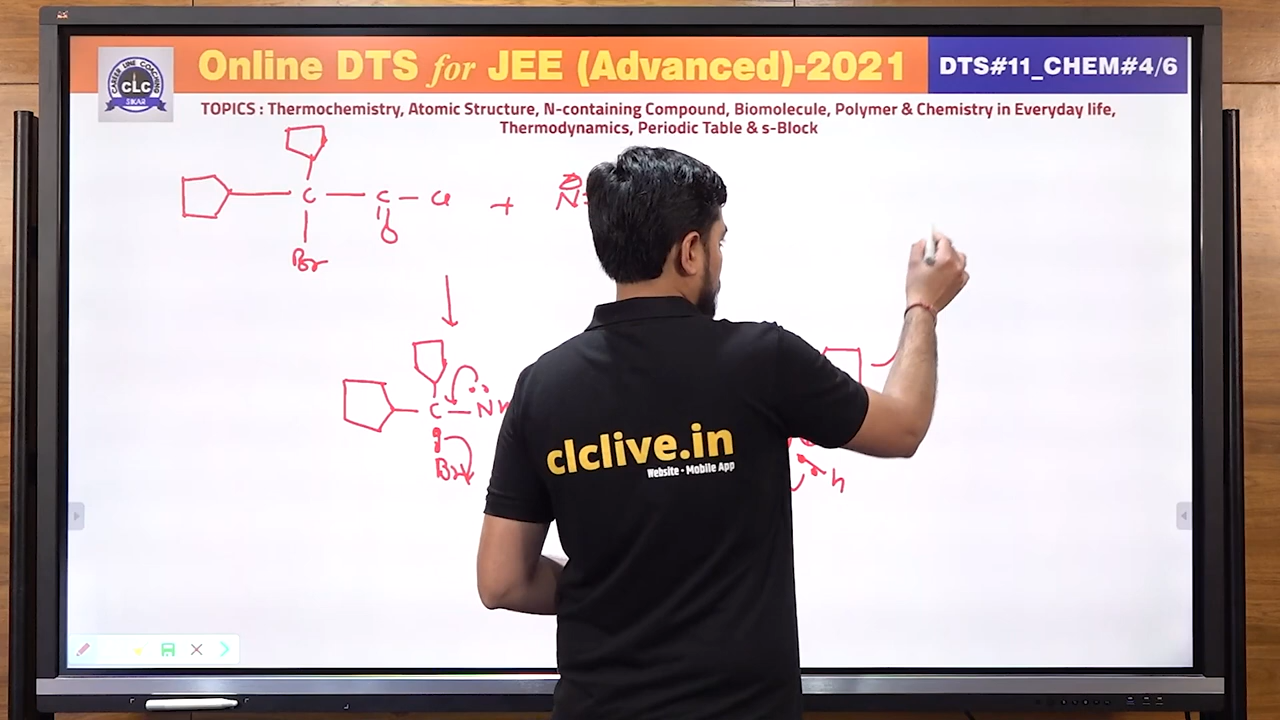 Online DTS for JEE (Advanced)-2021
DTS#11_CHEM#4/6
CAREER LINE COACHING
CLC
SIKAR
TOPICS : Thermochemistry, Atomic Structure, N-containing Compound, Biomolecule, Polymer & Chemistry in Everyday life,
Thermodynamics, Periodic Table & s-Block
C — C — Cl + N
O
Br
C — N
Br
h
clclive.in
Website - Mobile App